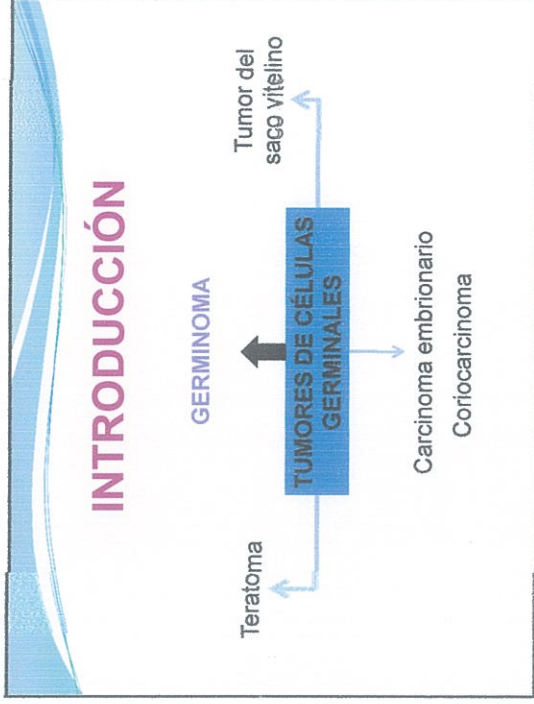 INTRODUCCIÓN
GERMINOMA
Teratoma
Tumor del
saco vitelino
TUMORES DE CÉLULAS
GERMINALES
Carcinoma embrionario
Coriocarcinoma